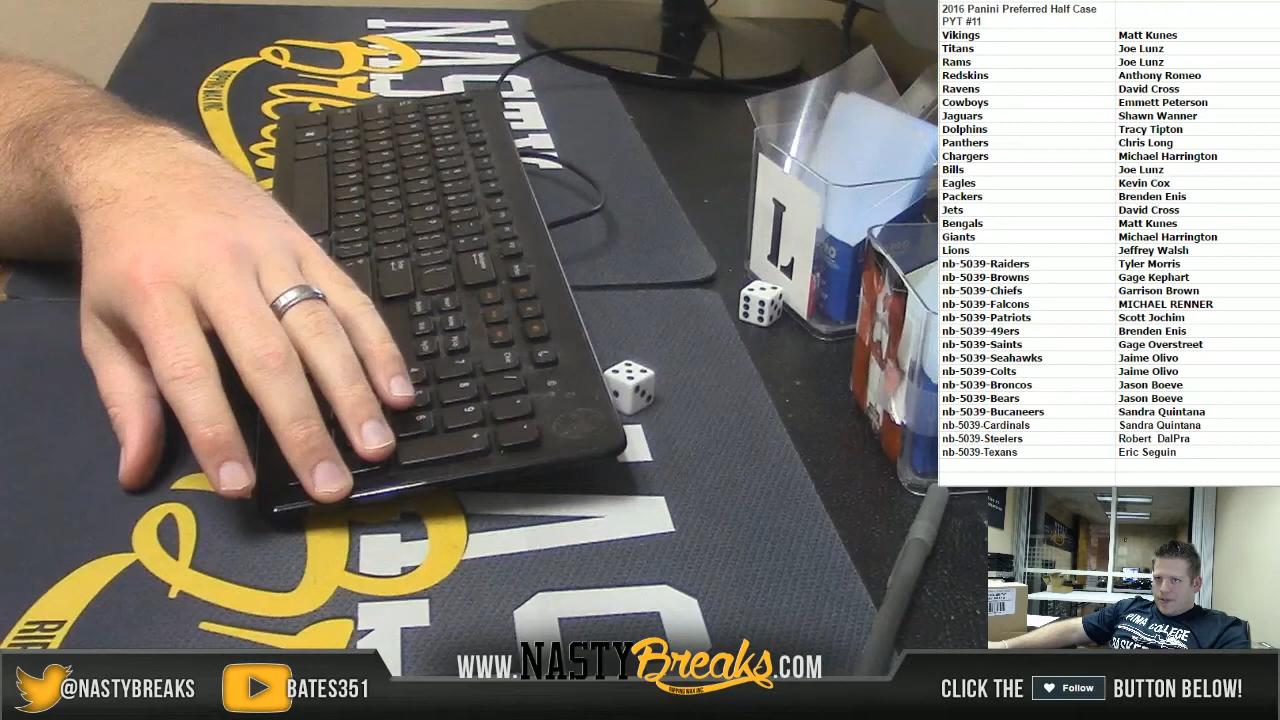 2016 Panini Preferred Half Case
PYT #11
Vikings Matt Kunes
Titans Joe Lunz
Rams Joe Lunz
Redskins Anthony Romeo
Ravens David Cross
Cowboys Emmett Peterson
Jaguars Shawn Wanner
Dolphins Tracy Tipton
Panthers Chris Long
Chargers Michael Harrington
Bills Joe Lunz
Eagles Kevin Cox
Packers Brenden Enis
Jets David Cross
Bengals Matt Kunes
Giants Michael Harrington
Lions Jeffrey Walsh
nb-5039-Raiders Tyler Morris
nb-5039-Browns Gage Kephart
nb-5039-Chiefs Garrison Brown
nb-5039-Falcons MICHAEL RENNER
nb-5039-Patriots Scott Jochim
nb-5039-49ers Brenden Enis
nb-5039-Saints Gage Overstreet
nb-5039-Seahawks Jaime Olivo
nb-5039-Colts Jaime Olivo
nb-5039-Broncos Jason Boeve
nb-5039-Bears Jason Boeve
nb-5039-Bucaneers Sandra Quintana
nb-5039-Cardinals Sandra Quintana
nb-5039-Steelers Robert DalPra
nb-5039-Texans Eric Seguin
L
COLLEGE
@NASTYBREAKS
BATES351
WWW.NASTYBreaks.COM
RIPPING WAX INC.
CLICK THE Follow BUTTON BELOW!